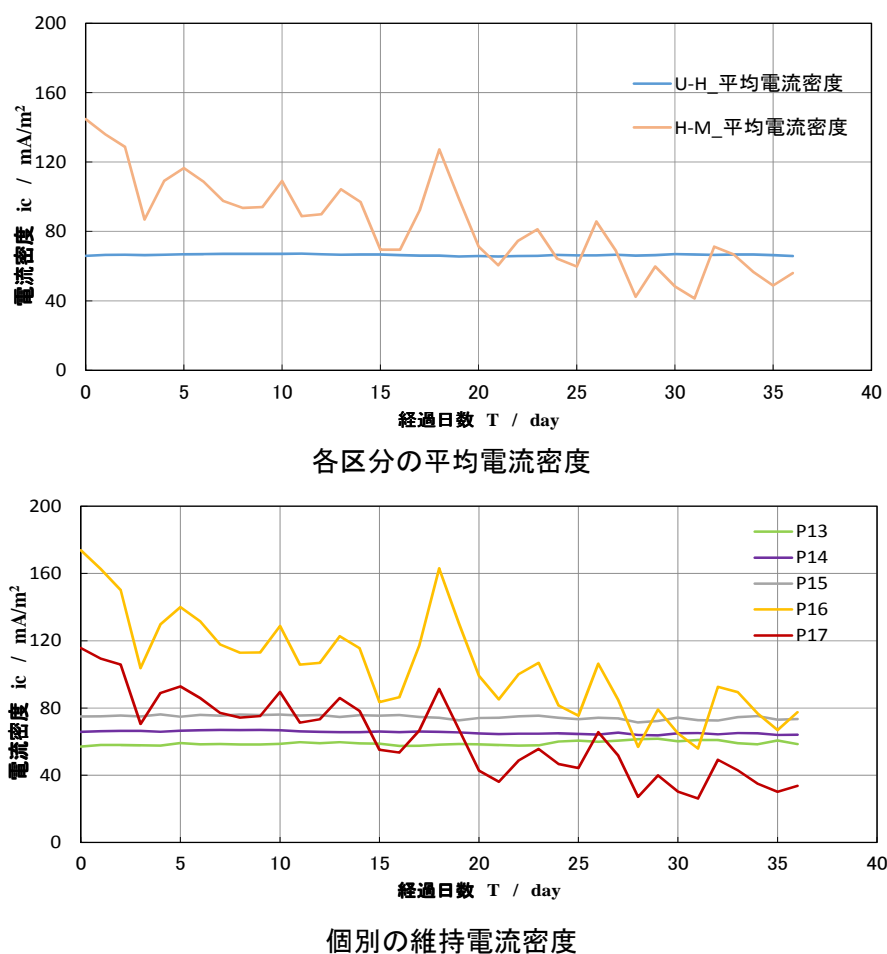 200
160
120
80
40
0
電流密度 ic / mA/m²
U-H_平均電流密度
H-M_平均電流密度
0 5 10 15 20 25 30 35 40
経過日数 T / day
各区分の平均電流密度
200
160
120
80
40
0
電流密度 ic / mA/m²
P13
P14
P15
P16
P17
0 5 10 15 20 25 30 35 40
経過日数 T / day
個別の維持電流密度